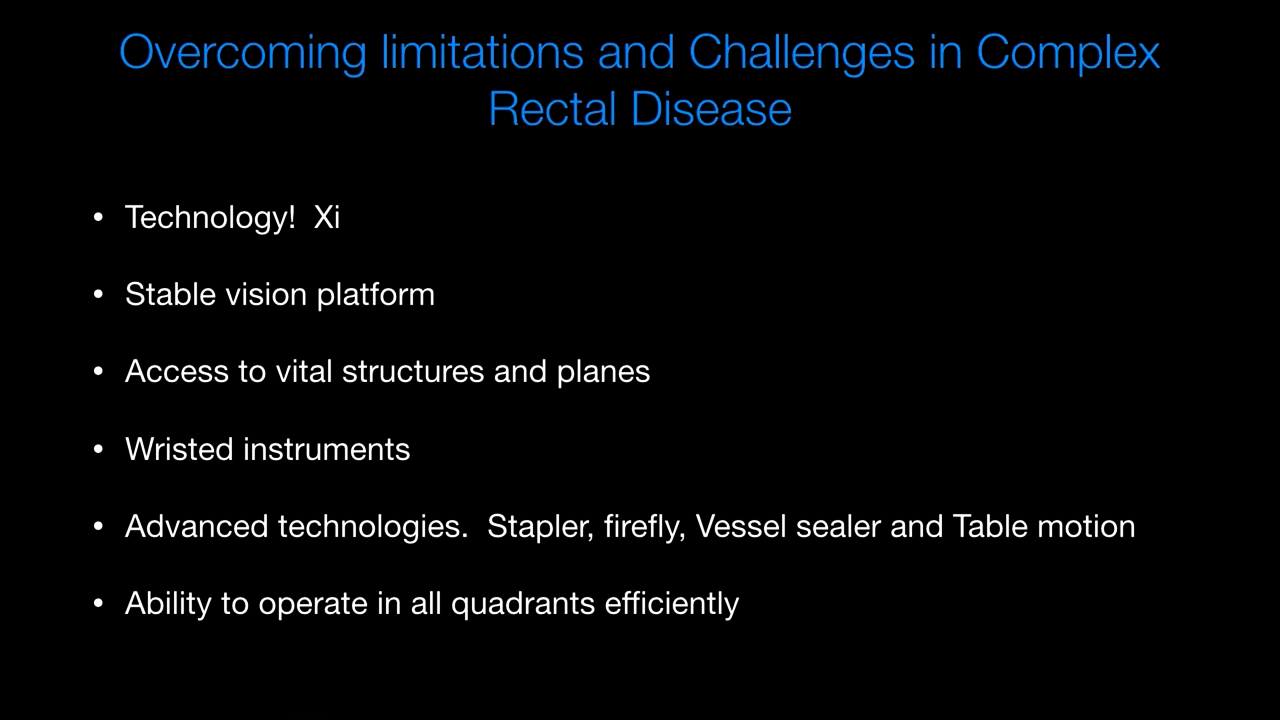 Overcoming limitations and Challenges in Complex
Rectal Disease
• Technology!  Xi
• Stable vision platform
• Access to vital structures and planes
• Wristed instruments
• Advanced technologies.  Stapler, firefly, Vessel sealer and Table motion
• Ability to operate in all quadrants efficiently